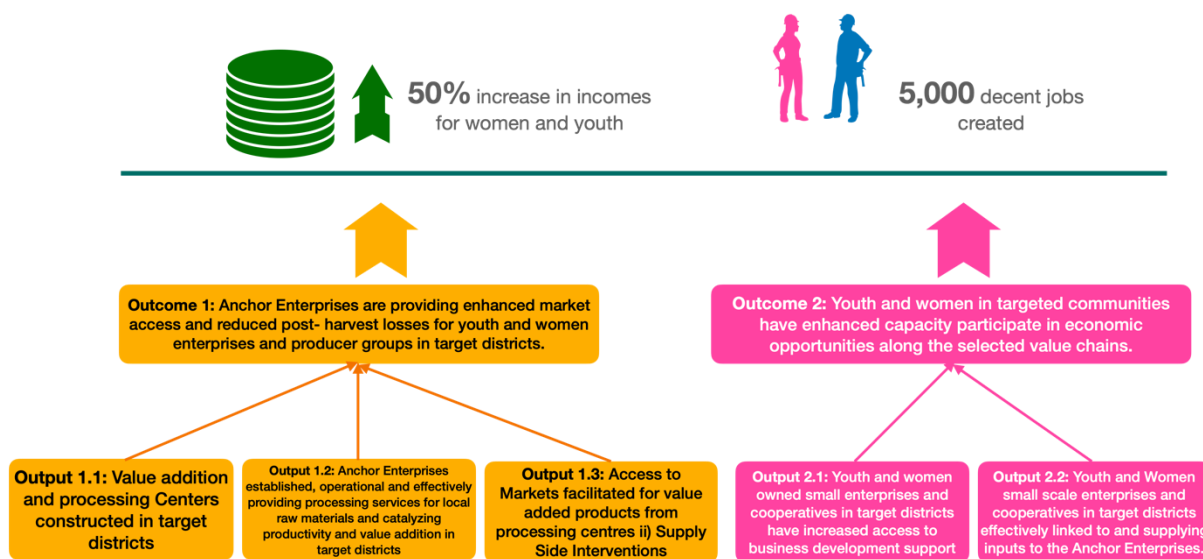 50% increase in incomes
for women and youth
5,000 decent jobs
created
Outcome 1: Anchor Enterprises are providing enhanced market
access and reduced post- harvest losses for youth and women
enterprises and producer groups in target districts.
Outcome 2: Youth and women in targeted communities
have enhanced capacity participate in economic
opportunities along the selected value chains.
Output 1.1: Value addition
and processing Centers
constructed in target
districts
Output 1.2: Anchor Enterprises
established, operational and effectively
providing processing services for local
raw materials and catalyzing
productivity and value addition in
target districts
Output 1.3: Access to
Markets facilitated for value
added products from
processing centres ii) Supply
Side Interventions
Output 2.1: Youth and women
owned small enterprises and
cooperatives in target districts
have increased access to
business development support
Output 2.2: Youth and Women
small scale enterprises and
cooperatives in target districts
effectively linked to and supplying
inputs to the Anchor Enterprises